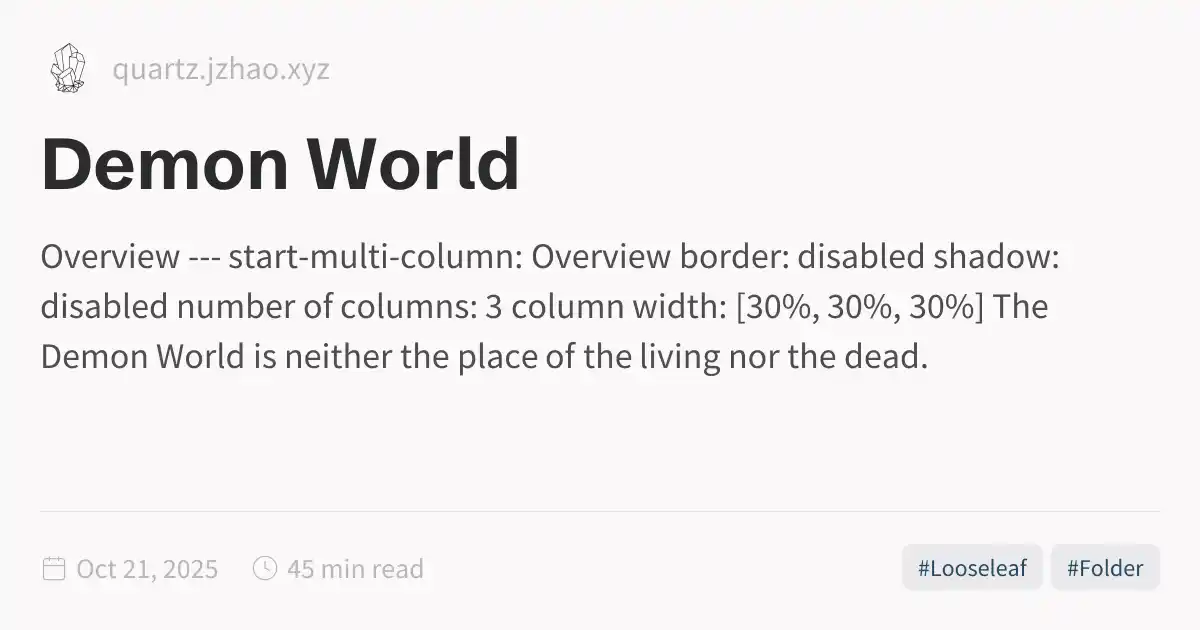 quartz.jzhao.xyz
Demon World
Overview --- start-multi-column: Overview border: disabled shadow:
disabled number of columns: 3 column width: [30%, 30%, 30%] The
Demon World is neither the place of the living nor the dead.
Oct 21, 2025 45 min read #Looseleaf #Folder